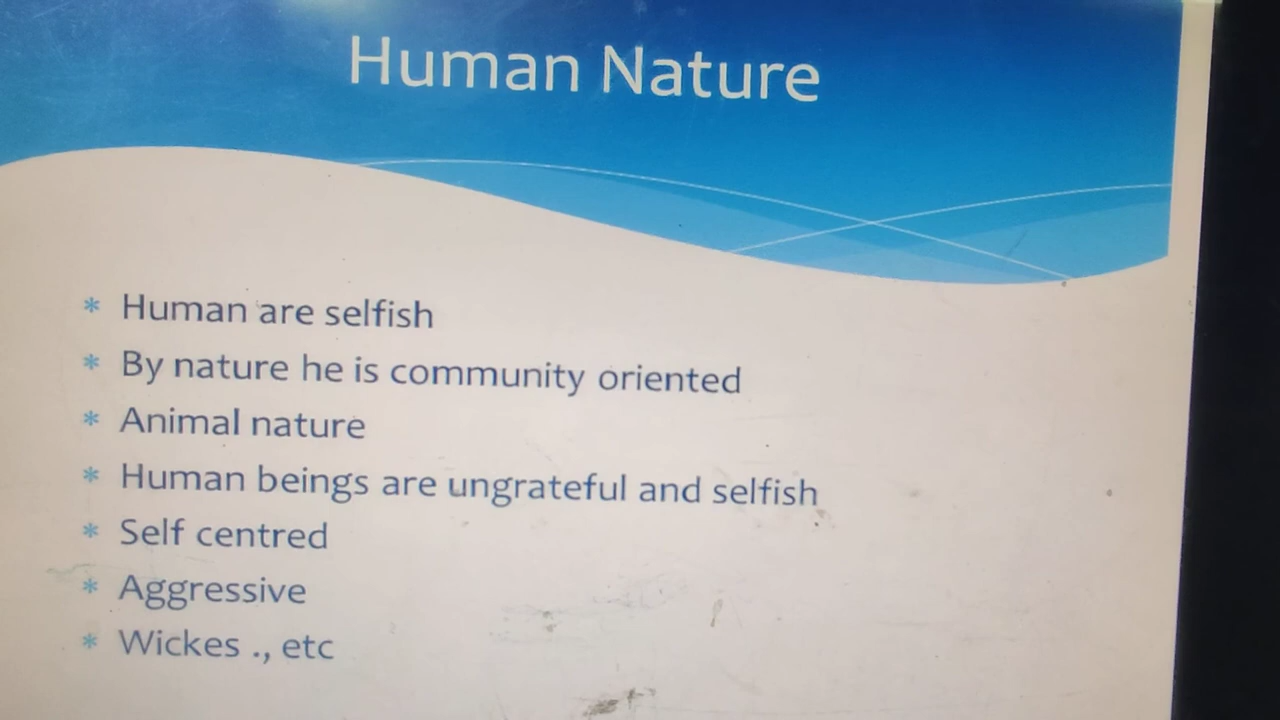 Human Nature
* Human are selfish
* By nature he is community oriented
* Animal nature
* Human beings are ungrateful and selfish
* Self centred
* Aggressive
* Wickes ., etc